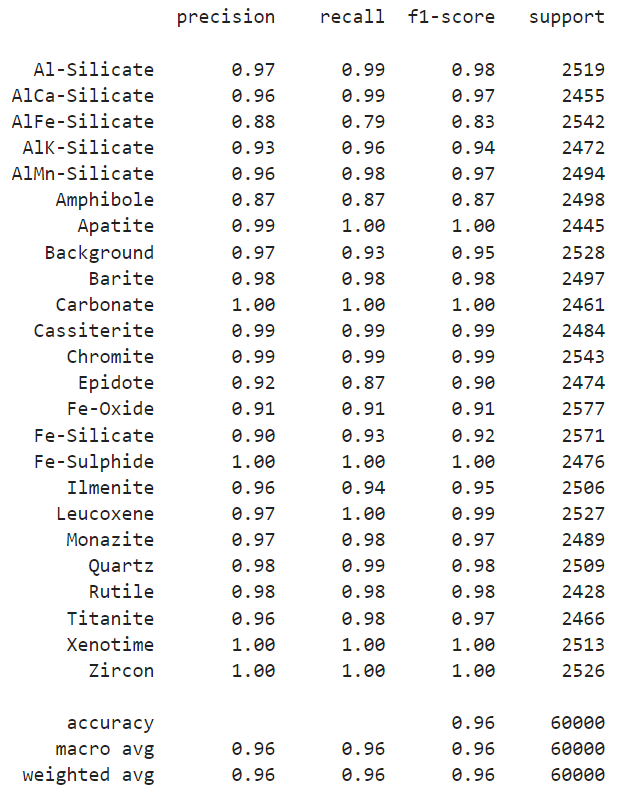 precision recall f1-score support
Al-Silicate 0.97 0.99 0.98 2519
AlCa-Silicate 0.96 0.99 0.97 2455
AlFe-Silicate 0.88 0.79 0.83 2542
AlK-Silicate 0.93 0.96 0.94 2472
AlMn-Silicate 0.96 0.98 0.97 2494
Amphibole 0.87 0.87 0.87 2498
Apatite 0.99 1.00 1.00 2445
Background 0.97 0.93 0.95 2528
Barite 0.98 0.98 0.98 2497
Carbonate 1.00 1.00 1.00 2461
Cassiterite 0.99 0.99 0.99 2484
Chromite 0.99 0.99 0.99 2543
Epidote 0.92 0.87 0.90 2474
Fe-Oxide 0.91 0.91 0.91 2577
Fe-Silicate 0.90 0.93 0.92 2571
Fe-Sulphide 1.00 1.00 1.00 2476
Ilmenite 0.96 0.94 0.95 2506
Leucoxene 0.97 1.00 0.99 2527
Monazite 0.97 0.98 0.97 2489
Quartz 0.98 0.99 0.98 2509
Rutile 0.98 0.98 0.98 2428
Titanite 0.96 0.98 0.97 2466
Xenotime 1.00 1.00 1.00 2513
Zircon 1.00 1.00 1.00 2526
accuracy 0.96 60000
macro avg 0.96 0.96 0.96 60000
weighted avg 0.96 0.96 0.96 60000